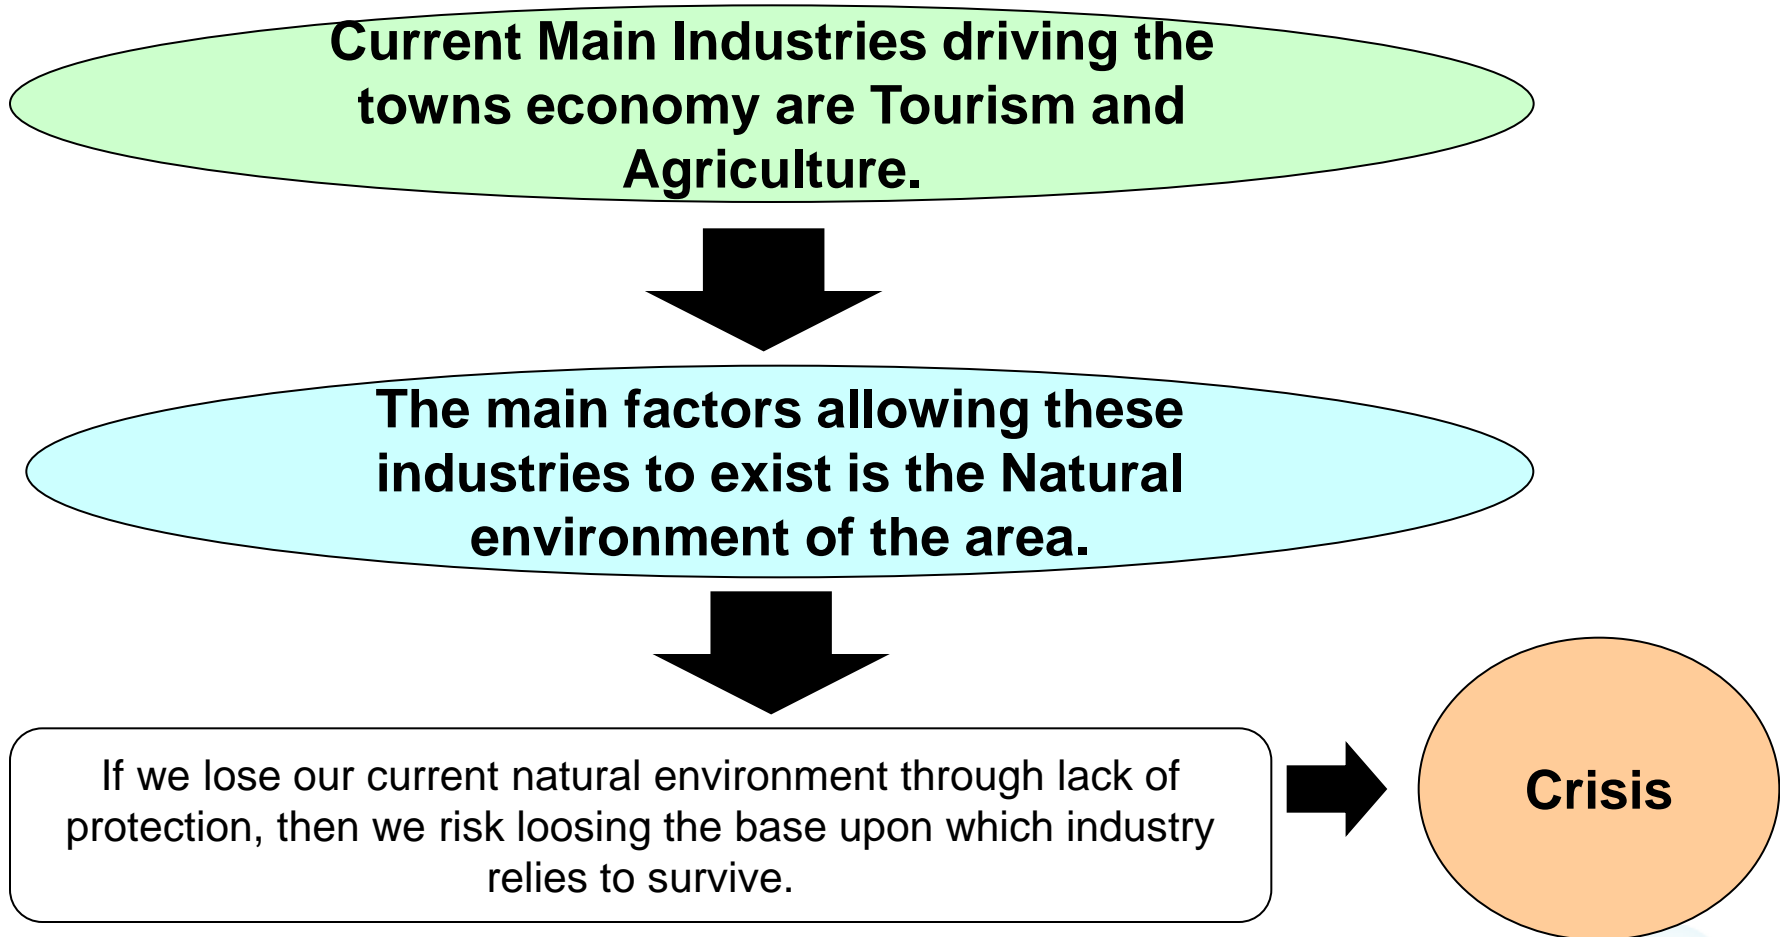 Current Main Industries driving the
towns economy are Tourism and
Agriculture.
The main factors allowing these
industries to exist is the Natural
environment of the area.
If we lose our current natural environment through lack of
protection, then we risk loosing the base upon which industry
relies to survive.
Crisis